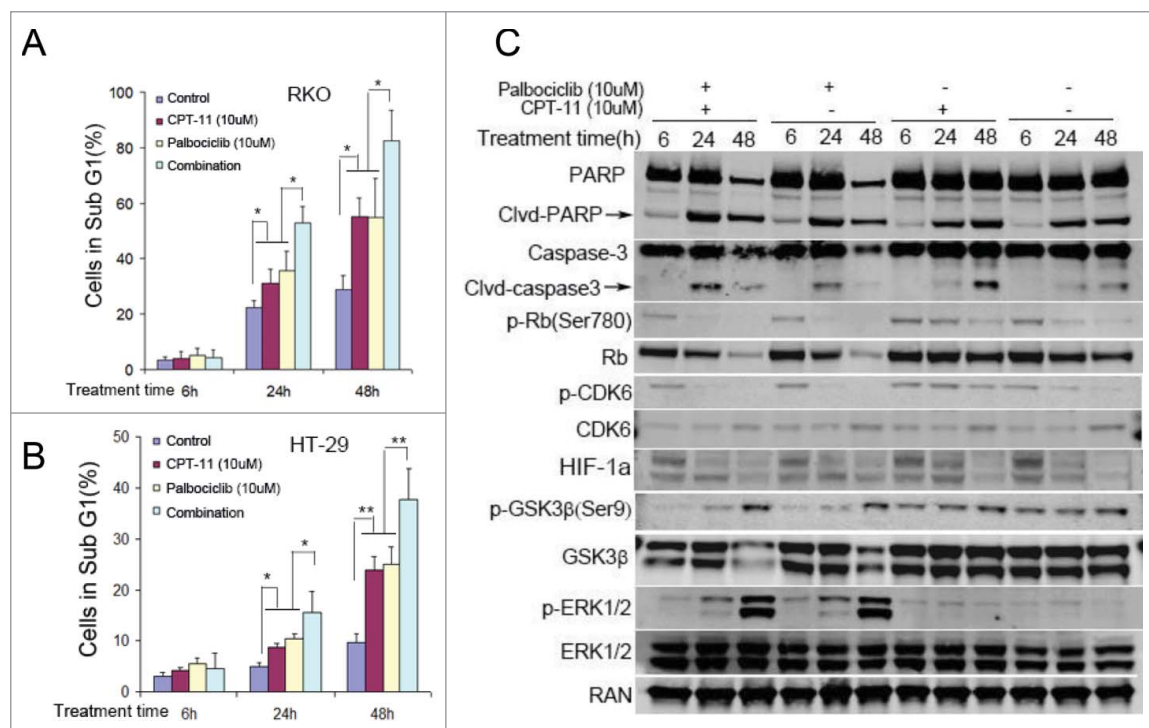 A
RKO
Control
CPT-11 (10uM)
Palbociclib (10uM)
Combination
Cells in Sub G1(%)
100
80
60
40
20
0
*
*
*
*
Treatment time 6h 24h 48h
B
HT-29
Control
CPT-11 (10uM)
Palbociclib (10uM)
Combination
Cells in Sub G1(%)
50
40
30
20
10
0
*
*
**
**
Treatment time 6h 24h 48h
C
Palbociclib (10uM) + + - -
CPT-11 (10uM) + - + -
Treatment time(h) 6 24 48 6 24 48 6 24 48 6 24 48
PARP
Clvd-PARP
Caspase-3
Clvd-caspase3
p-Rb(Ser780)
Rb
p-CDK6
CDK6
HIF-1a
p-GSK3β(Ser9)
GSK3β
p-ERK1/2
ERK1/2
RAN